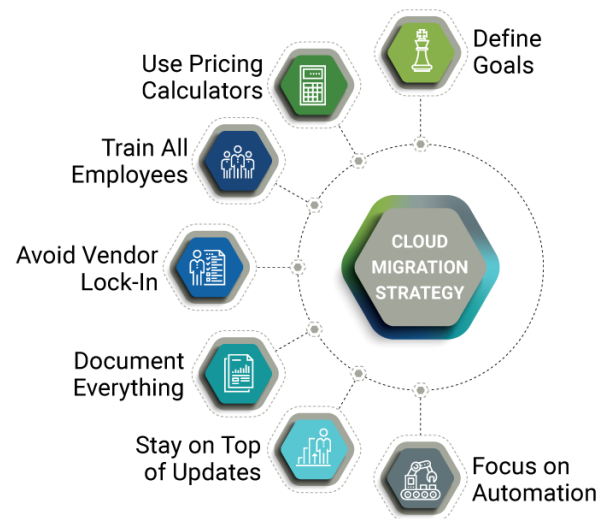 Define
Goals
Use Pricing
Calculators
Train All
Employees
Avoid Vendor
Lock-In
Document
Everything
Stay on Top
of Updates
Focus on
Automation
CLOUD
MIGRATION
STRATEGY